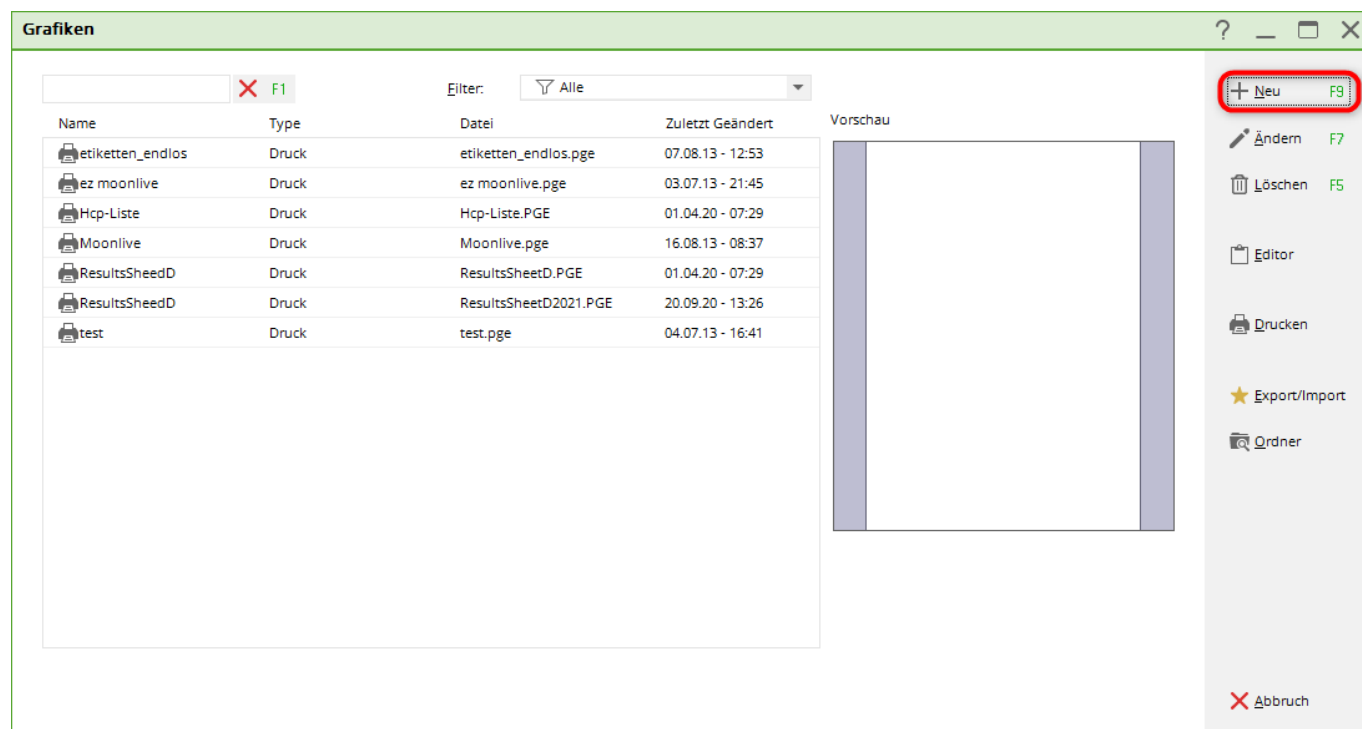 Grafiken
?
F1 Filter: Alle
Name Type Datei Zuletzt Geändert
etiketten_endlos Druck etiketten_endlos.pge 07.08.13 - 12:53
ez moonlive Druck ez moonlive.pge 03.07.13 - 21:45
Hcp-Liste Druck Hcp-Liste.PGE 01.04.20 - 07:29
Moonlive Druck Moonlive.pge 16.08.13 - 08:37
ResultsSheedD Druck ResultsSheetD.PGE 01.04.20 - 07:29
ResultsSheedD Druck ResultsSheetD2021.PGE 20.09.20 - 13:26
test Druck test.pge 04.07.13 - 16:41
Vorschau
Neu F9
Ändern F7
Löschen F5
Editor
Drucken
Export/Import
Ordner
Abbruch